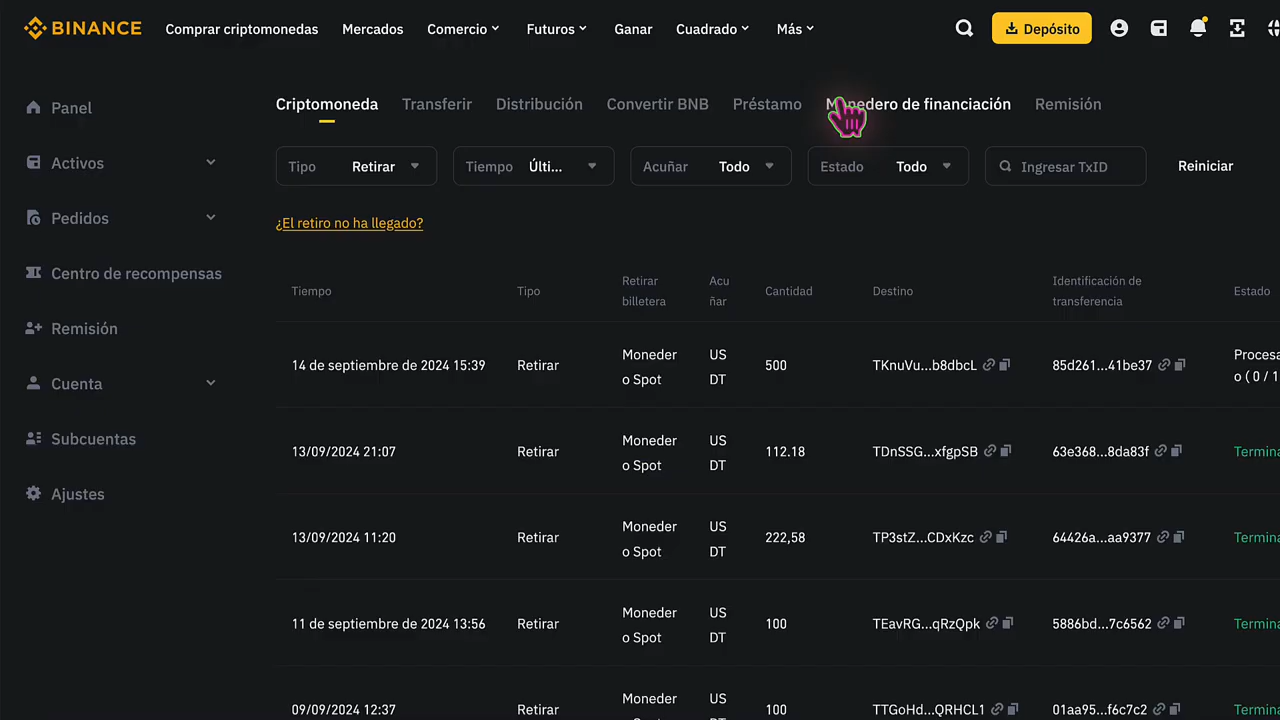 BINANCE Comprar criptomonedas Mercados Comercio Futuros Ganar Cuadrado Más Depósito
Panel
Activos
Pedidos
Centro de recompensas
Remisión
Cuenta
Subcuentas
Ajustes
Criptomoneda Transferir Distribución Convertir BNB Préstamo Monedero de financiación Remisión
Tipo Retirar Tiempo Últi... Acuñar Todo Estado Todo Ingresar TxID Reiniciar
¿El retiro no ha llegado?
Tiempo Tipo Retirar billetera Acu ñar Cantidad Destino Identificación de transferencia Estado
14 de septiembre de 2024 15:39 Retirar Moneder o Spot US DT 500 TKnuVu...b8dbcL 85d261...41be37 Procesa o ( 0 / 1
13/09/2024 21:07 Retirar Moneder o Spot US DT 112.18 TDnSSG...xfgpSB 63e368...8da83f Termina
13/09/2024 11:20 Retirar Moneder o Spot US DT 222,58 TP3stZ...CDxKzc 64426a...aa9377 Termina
11 de septiembre de 2024 13:56 Retirar Moneder o Spot US DT 100 TEavRG...qRzQpk 5886bd...7c6562 Termina
09/09/2024 12:37 Retirar Moneder o Spot US DT 100 TTGoHd...QRHCL1 01aa95...f6c7c2 Termina